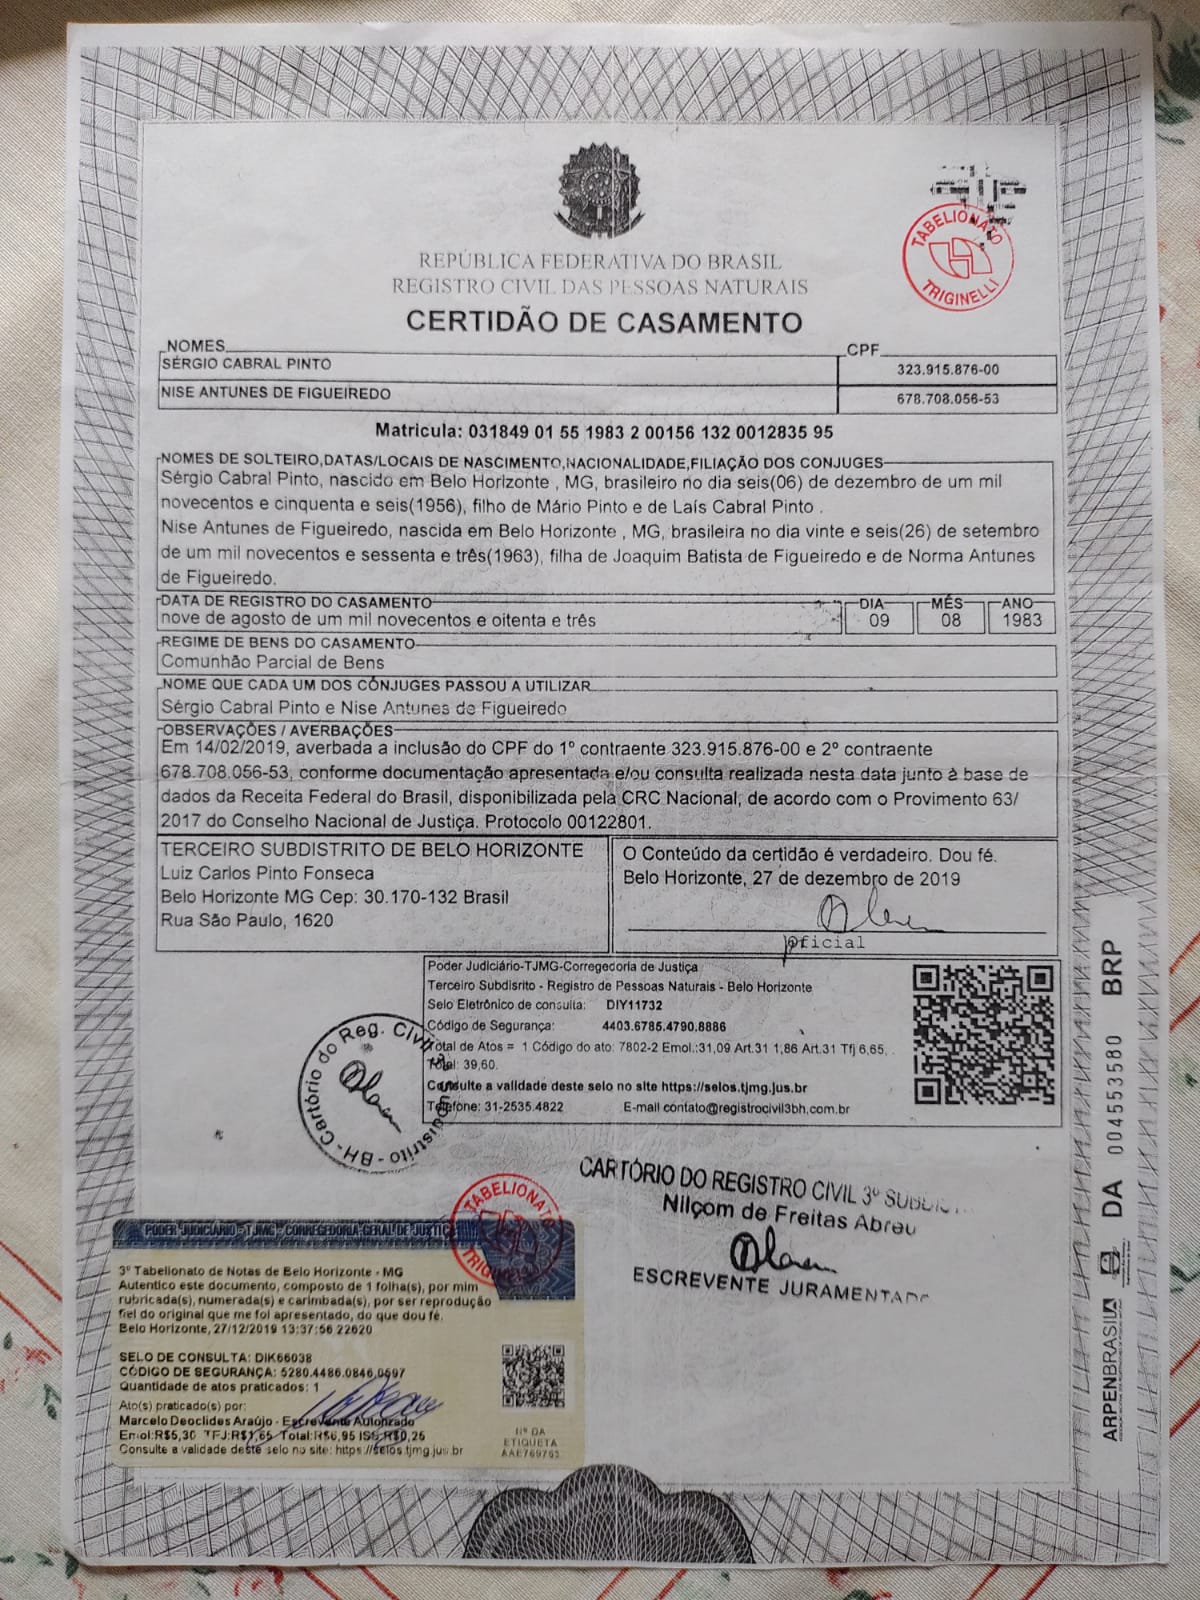 REPÚBLICA FEDERATIVA DO BRASIL
REGISTRO CIVIL DAS PESSOAS NATURAIS
CERTIDÃO DE CASAMENTO
TABELIONATO
TRIGINELLI
NOMES CPF
SÉRGIO CABRAL PINTO 323.915.876-00
NISE ANTUNES DE FIGUEIREDO 678.708.056-53
Matricula: 031849 01 55 1983 2 00156 132 0012835 95
NOMES DE SOLTEIRO,DATAS/LOCAIS DE NASCIMENTO,NACIONALIDADE,FILIAÇÃO DOS CONJUGES
Sérgio Cabral Pinto, nascido em Belo Horizonte , MG, brasileiro no dia seis(06) de dezembro de um mil
novecentos e cinquenta e seis(1956), filho de Mário Pinto e de Laís Cabral Pinto .
Nise Antunes de Figueiredo, nascida em Belo Horizonte , MG, brasileira no dia vinte e seis(26) de setembro
de um mil novecentos e sessenta e três(1963), filha de Joaquim Batista de Figueiredo e de Norma Antunes
de Figueiredo.
DATA DE REGISTRO DO CASAMENTO DIA MÊS ANO
nove de agosto de um mil novecentos e oitenta e três 09 08 1983
REGIME DE BENS DO CASAMENTO
Comunhão Parcial de Bens
NOME QUE CADA UM DOS CÔNJUGES PASSOU A UTILIZAR
Sérgio Cabral Pinto e Nise Antunes de Figueiredo
OBSERVAÇÕES / AVERBAÇÕES
Em 14/02/2019, averbada a inclusão do CPF do 1º contraente 323.915.876-00 e 2º contraente
678.708.056-53, conforme documentação apresentada e/ou consulta realizada nesta data junto à base de
dados da Receita Federal do Brasil, disponibilizada pela CRC Nacional, de acordo com o Provimento 63/
2017 do Conselho Nacional de Justiça. Protocolo 00122801.
TERCEIRO SUBDISTRITO DE BELO HORIZONTE
Luiz Carlos Pinto Fonseca
Belo Horizonte MG Cep: 30.170-132 Brasil
Rua São Paulo, 1620
O Conteúdo da certidão é verdadeiro. Dou fé.
Belo Horizonte, 27 de dezembro de 2019
Oficial
Poder Judiciário-TJMG-Corregedoria de Justiça
Terceiro Subdisrito - Registro de Pessoas Naturais - Belo Horizonte
Selo Eletrônico de consulta: DIY11732
Código de Segurança: 4403.6785.4790.8886
Total de Atos = 1 Código do ato: 7802-2 Emol.:31,09 Art.31 1,86 Art.31 Tfj 6,65, .
Total: 39,60.
Consulte a validade deste selo no site https://selos.tjmg.jus.br
Telefone: 31-2535.4822 E-mail contato@registrocivil3bh.com.br
Cartório do Reg. Civil
BH
CARTÓRIO DO REGISTRO CIVIL 3º
Nilçom de Freitas Abreu
ESCREVENTE JURAMENTADO
TABELIONATO
PODER JUDICIÁRIO - TJMG - CORREGEDORIA-GERAL DE JUSTIÇA
3º Tabelionato de Notas de Belo Horizonte - MG
Autentico este documento, composto de 1 folha(s), por mim
rubricada(s), numerada(s) e carimbada(s), por ser reprodução
fiel do original que me foi apresentado, do que dou fé.
Belo Horizonte, 27/12/2019 13:37:56 22620
SELO DE CONSULTA: DIK66038
CÓDIGO DE SEGURANÇA: 5280.4486.0846.0597
Quantidade de atos praticados: 1
Ato(s) praticado(s) por:
Marcelo Deoclides Araújo - Escrevente Autorizado
Emol:R$5,30 TFJ:R$1,65 Total:R$6,95 ISS:R$0,25
Consulte a validade deste selo no site: https://selos.tjmg.jus.br
Nº DA
ETIQUETA
AAE769765
ARPENBRASIL DA 004553580 BRP